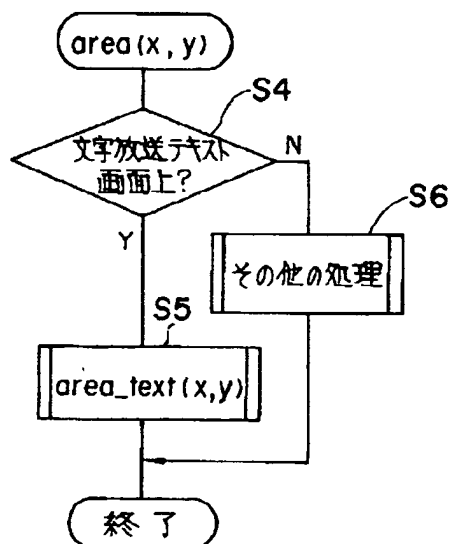 area(x,y)
S4
文字放送テキスト
画面上?
N
Y
S6
その他の処理
S5
area_text(x,y)
終了